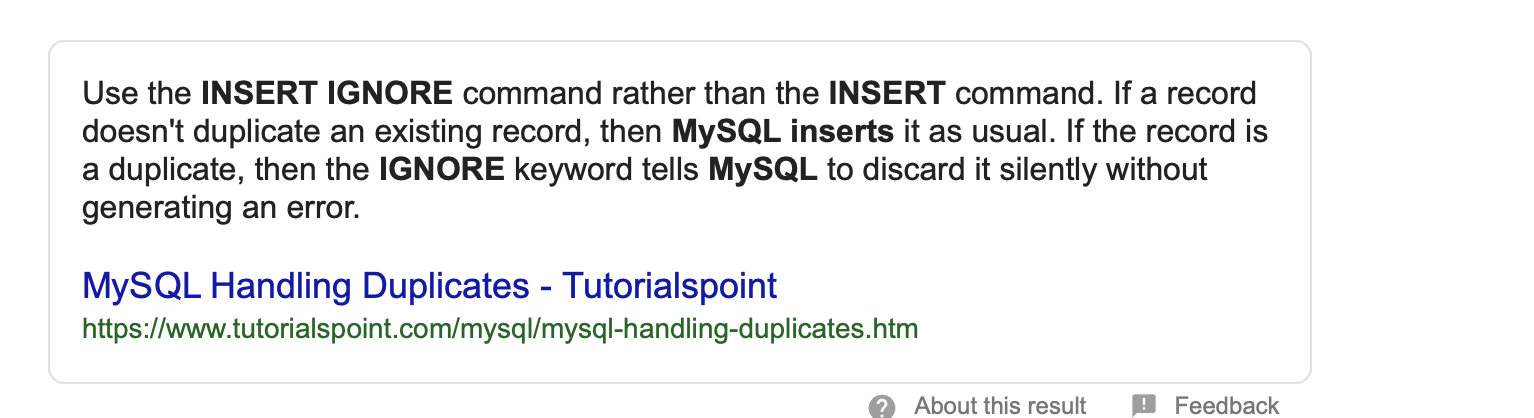 Use the INSERT IGNORE command rather than the INSERT command. If a record
doesn't duplicate an existing record, then MySQL inserts it as usual. If the record is
a duplicate, then the IGNORE keyword tells MySQL to discard it silently without
generating an error.
MySQL Handling Duplicates - Tutorialspoint
https://www.tutorialspoint.com/mysql/mysql-handling-duplicates.htm
About this result Feedback